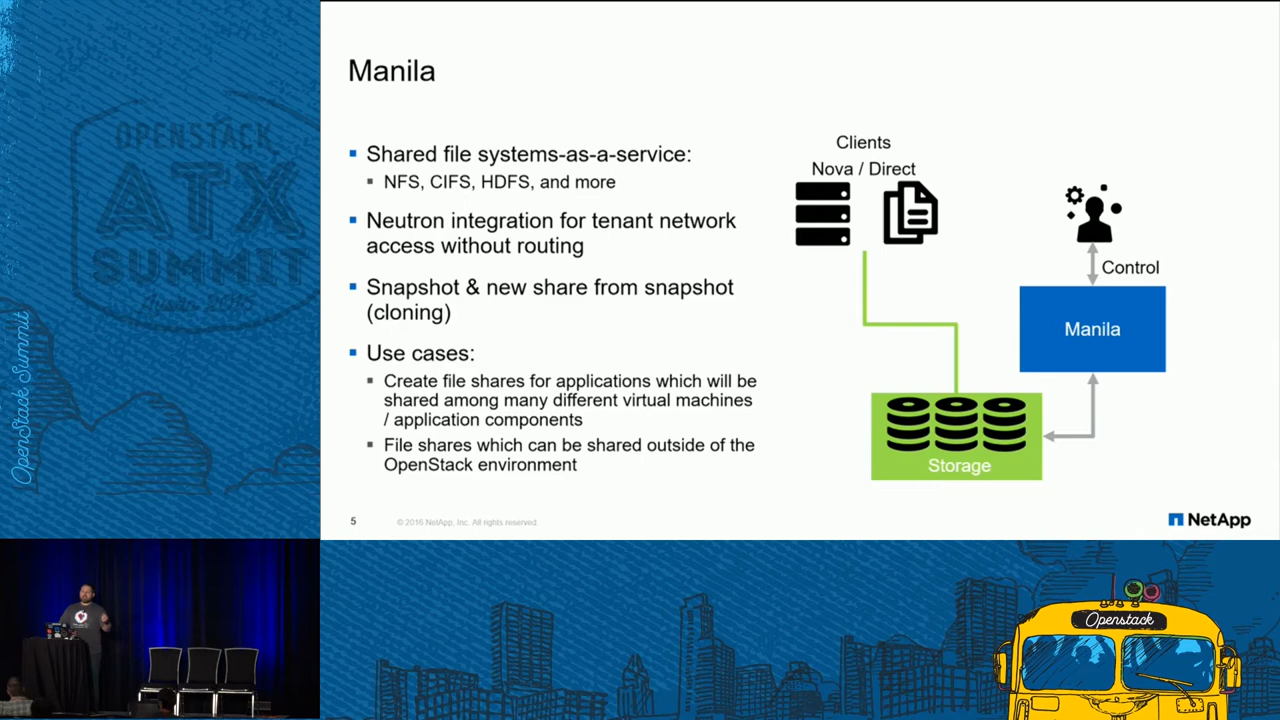 Manila
Shared file systems-as-a-service:
NFS, CIFS, HDFS, and more
Neutron integration for tenant network
access without routing
Snapshot & new share from snapshot
(cloning)
Use cases:
Create file shares for applications which will be
shared among many different virtual machines
/ application components
File shares which can be shared outside of the
OpenStack environment
Clients
Nova / Direct
Control
Manila
Storage
5
© 2016 NetApp, Inc. All rights reserved.
NetApp
OPENSTACK
ATX
SUMMIT
Austin 2016
OpenStack Summit
Openstack